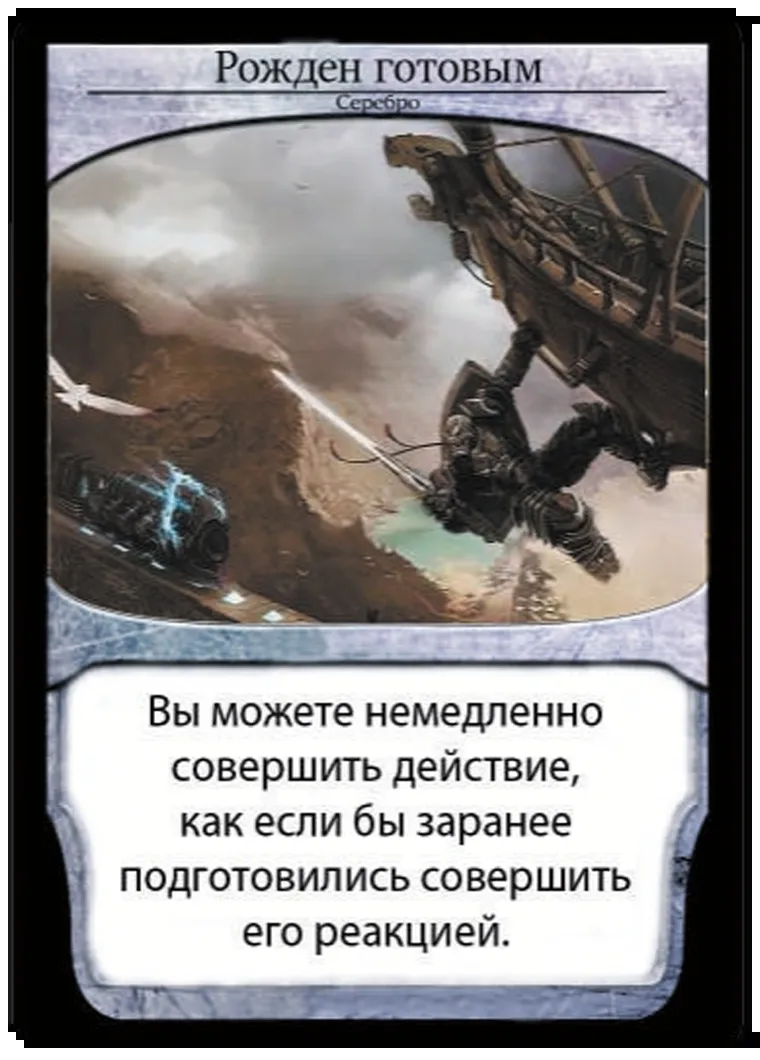 Рожден готовым
Серебро
Вы можете немедленно
совершить действие,
как если бы заранее
подготовились совершить
его реакцией.